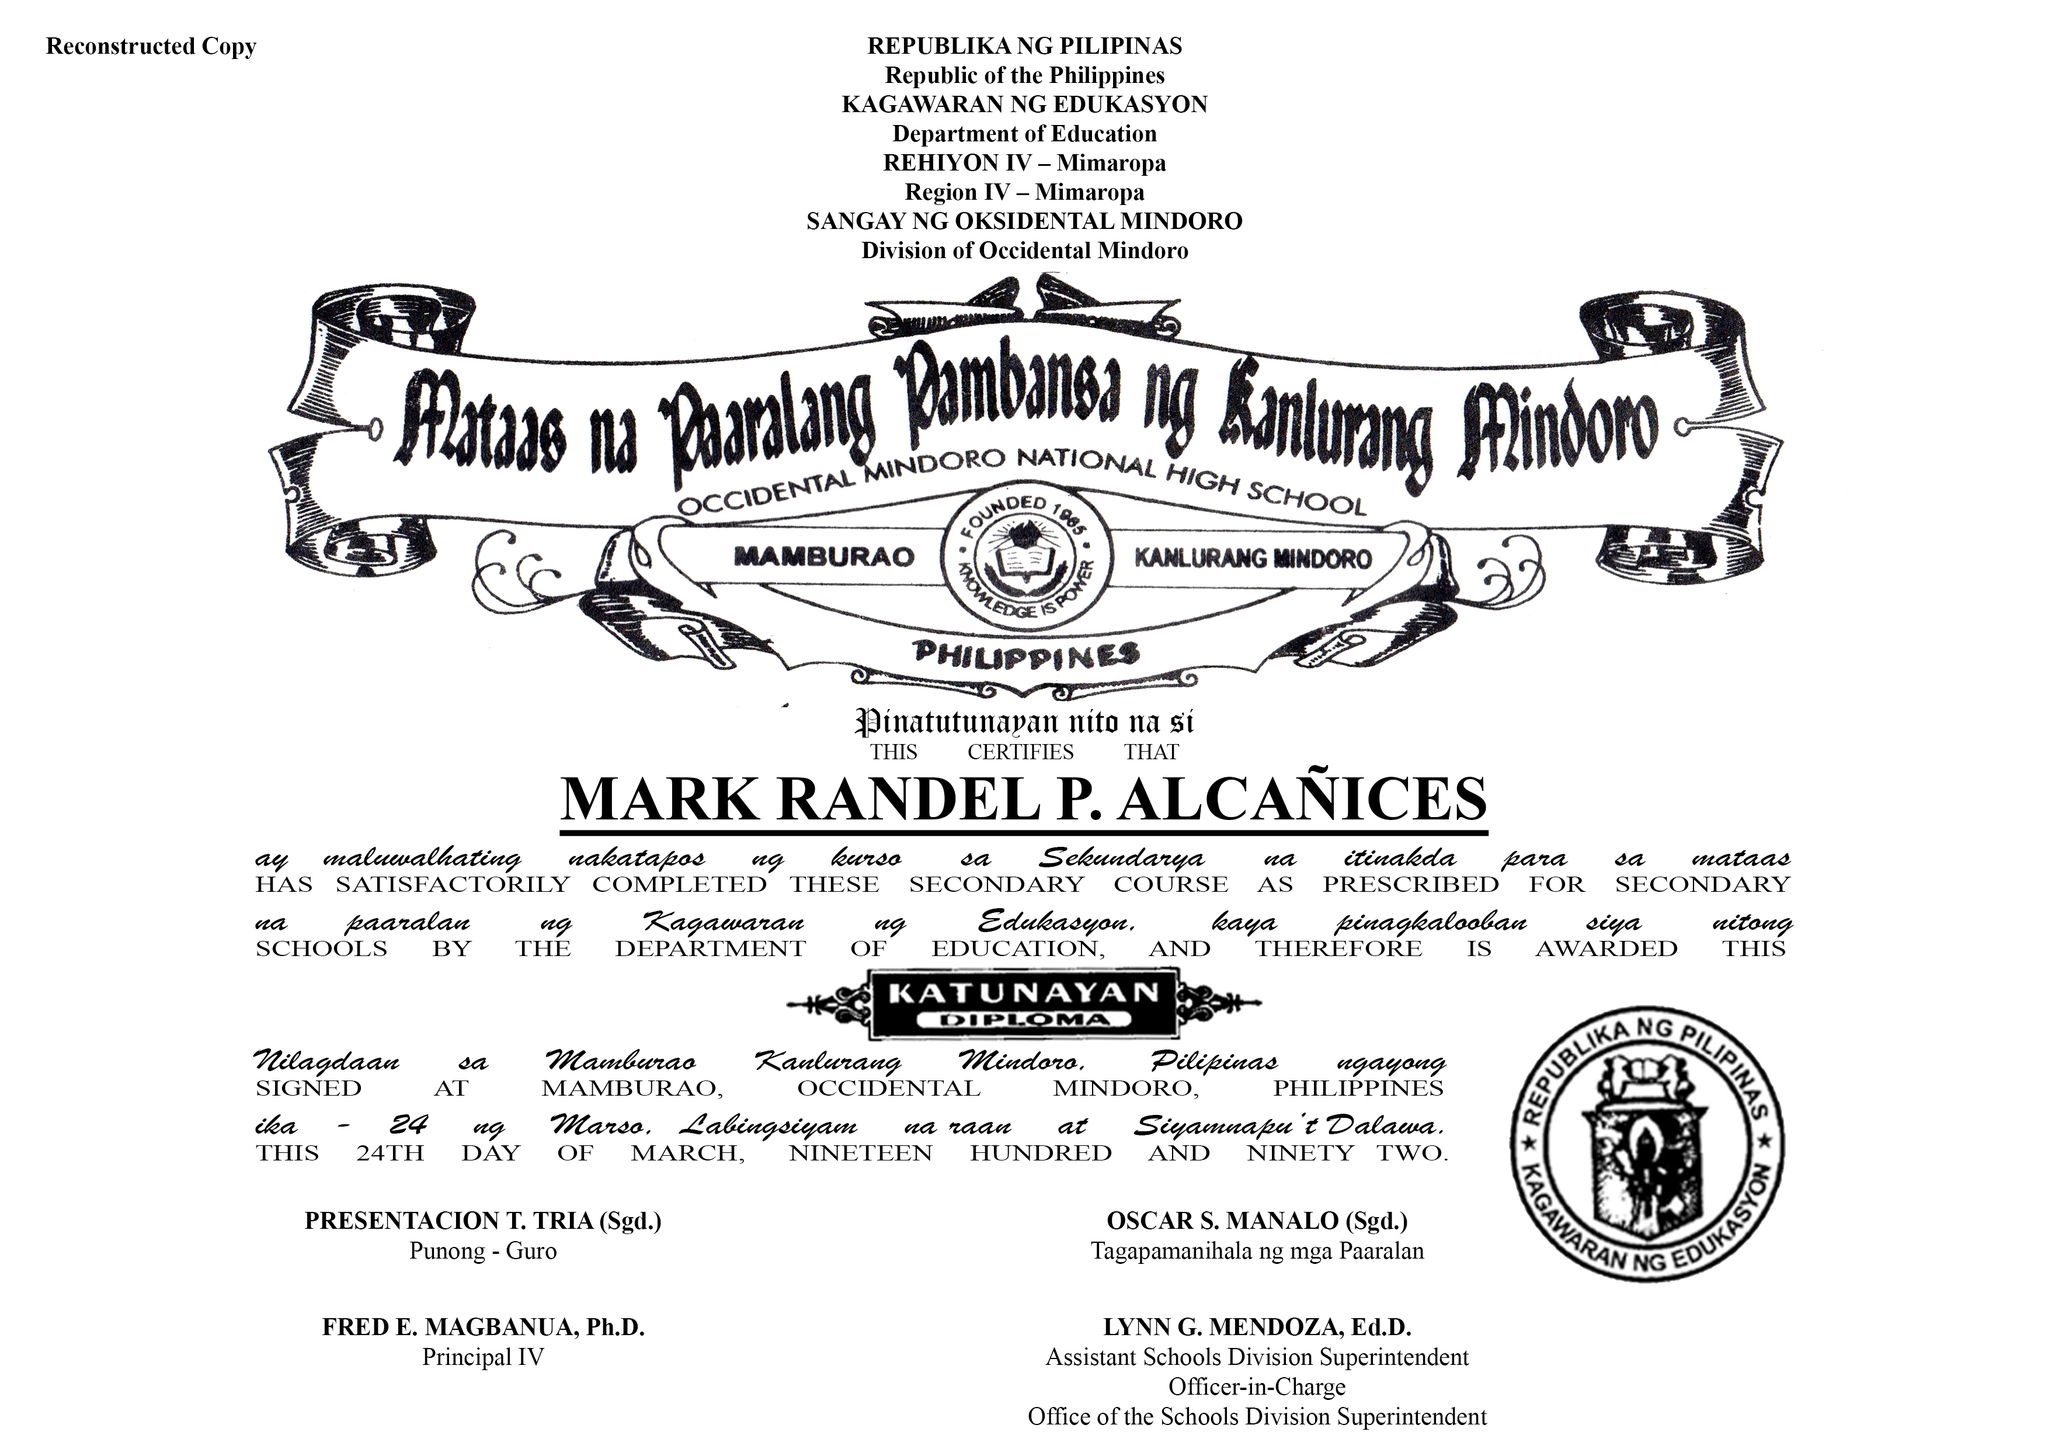 Reconstructed Copy
REPUBLIKA NG PILIPINAS
Republic of the Philippines
KAGAWARAN NG EDUKASYON
Department of Education
REHIYON IV – Mimaropa
Region IV – Mimaropa
SANGAY NG OKSIDENTAL MINDORO
Division of Occidental Mindoro
Mataas na Paaralang Pambansa ng Kanlurang Mindoro
OCCIDENTAL MINDORO NATIONAL HIGH SCHOOL
MAMBURAO
FOUNDED 1965
KNOWLEDGE IS POWER
KANLURANG MINDORO
PHILIPPINES
Pinatutunayan nito na si
THIS CERTIFIES THAT
MARK RANDEL P. ALCAÑICES
ay maluwalhating nakatapos ng kurso sa Sekundarya na itinakda para sa mataas
HAS SATISFACTORILY COMPLETED THESE SECONDARY COURSE AS PRESCRIBED FOR SECONDARY
na paaralan ng Kagawaran ng Edukasyon, kaya pinagkalooban siya nitong
SCHOOLS BY THE DEPARTMENT OF EDUCATION, AND THEREFORE IS AWARDED THIS
KATUNAYAN
DIPLOMA
Nilagdaan sa Mamburao Kanlurang Mindoro, Pilipinas ngayong
SIGNED AT MAMBURAO, OCCIDENTAL MINDORO, PHILIPPINES
ika - 24 ng Marso, Labingsiyam na raan at Siyamnapu't Dalawa.
THIS 24TH DAY OF MARCH, NINETEEN HUNDRED AND NINETY TWO.
REPUBLIKA NG PILIPINAS
KAGAWARAN NG EDUKASYON
PRESENTACION T. TRIA (Sgd.)
Punong - Guro
OSCAR S. MANALO (Sgd.)
Tagapamanihala ng mga Paaralan
FRED E. MAGBANUA, Ph.D.
Principal IV
LYNN G. MENDOZA, Ed.D.
Assistant Schools Division Superintendent
Officer-in-Charge
Office of the Schools Division Superintendent